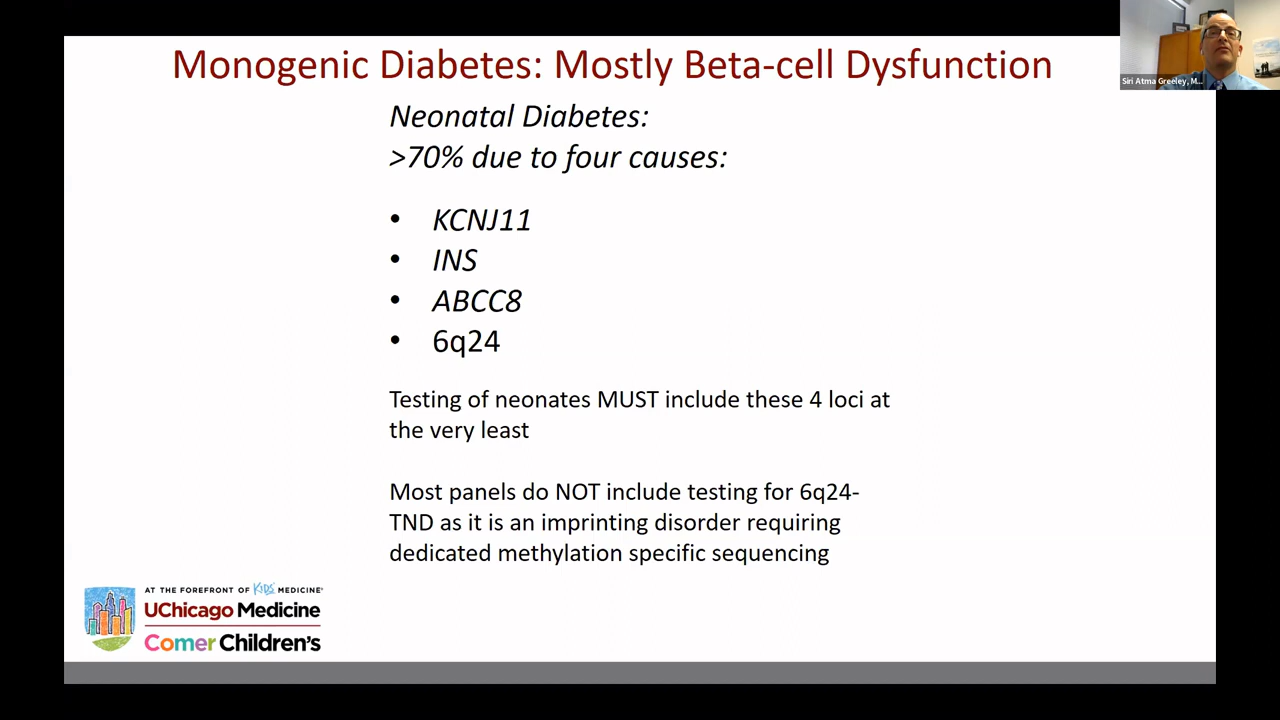 Monogenic Diabetes: Mostly Beta-cell Dysfunction
Siri Atma Greeley, M...
Neonatal Diabetes:
>70% due to four causes:
• KCNJ11
• INS
• ABCC8
• 6q24
Testing of neonates MUST include these 4 loci at
the very least
Most panels do NOT include testing for 6q24-
TND as it is an imprinting disorder requiring
dedicated methylation specific sequencing
AT THE FOREFRONT OF KIDS' MEDICINE®
UChicago Medicine
Comer Children's